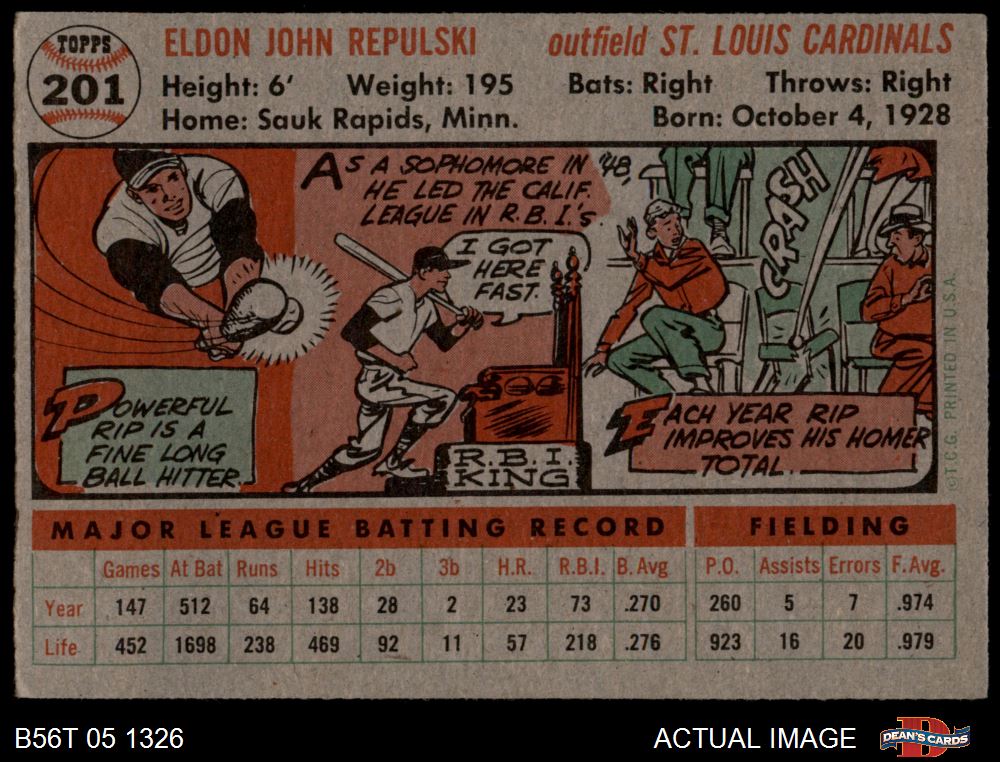 TOPPS
201
ELDON JOHN REPULSKI outfield ST. LOUIS CARDINALS
Height: 6' Weight: 195 Bats: Right Throws: Right
Home: Sauk Rapids, Minn. Born: October 4, 1928
POWERFUL
RIP IS A
FINE LONG
BALL HITTER.
AS A SOPHOMORE IN '48,
HE LED THE CALIF.
LEAGUE IN R.B.I.'s.
I GOT
HERE
FAST.
R.B.I.
KING
CRASH
EACH YEAR RIP
IMPROVES HIS HOMER
TOTAL.
©T.C.G. PRINTED IN U.S.A.
MAJOR LEAGUE BATTING RECORD FIELDING
Games At Bat Runs Hits 2b 3b H.R. R.B.I. B. Avg P.O. Assists Errors F. Avg.
Year 147 512 64 138 28 2 23 73 .270 260 5 7 .974
Life 452 1698 238 469 92 11 57 218 .276 923 16 20 .979
B56T 05 1326
ACTUAL IMAGE
D
DEAN'S CARDS